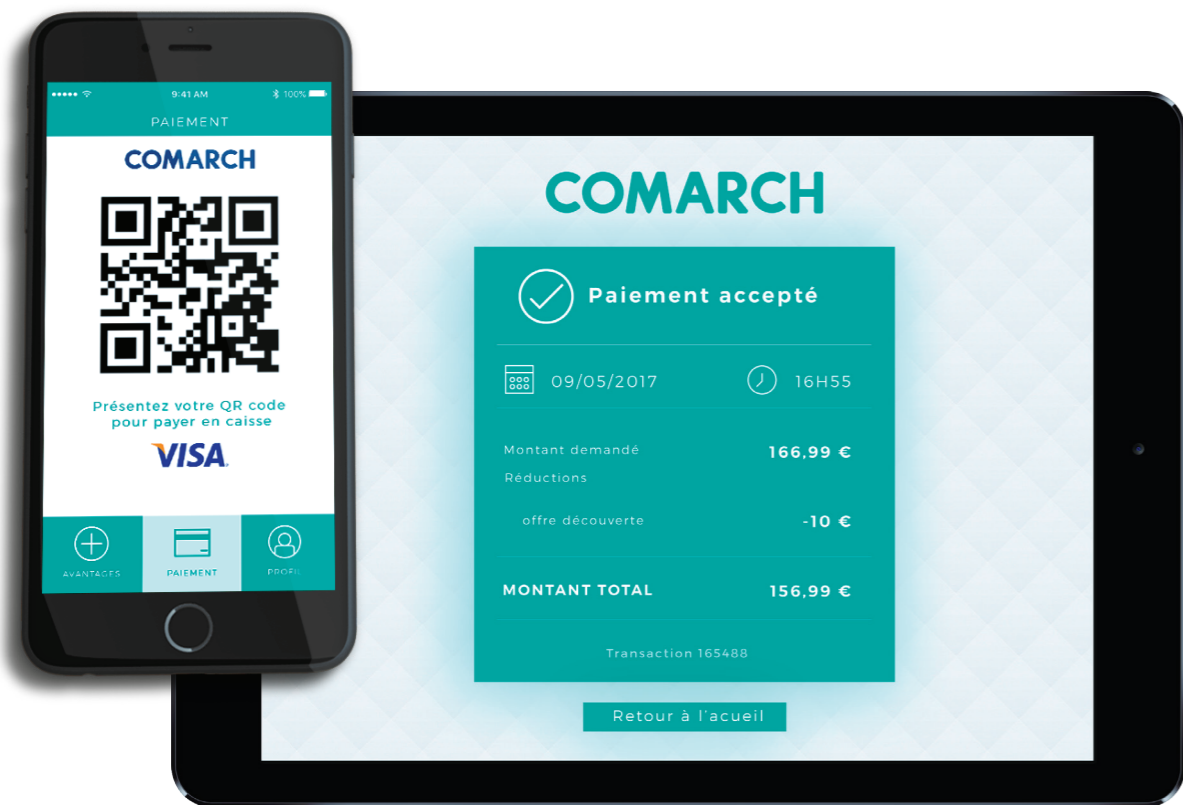 9:41 AM
100%
PAIEMENT
COMARCH
Présentez votre QR code
pour payer en caisse
VISA
AVANTAGES
PAIEMENT
PROFIL
COMARCH
Paiement accepté
09/05/2017
16H55
Montant demandé
166,99 €
Réductions
offre découverte
-10 €
MONTANT TOTAL
156,99 €
Transaction 165488
Retour à l'acueil